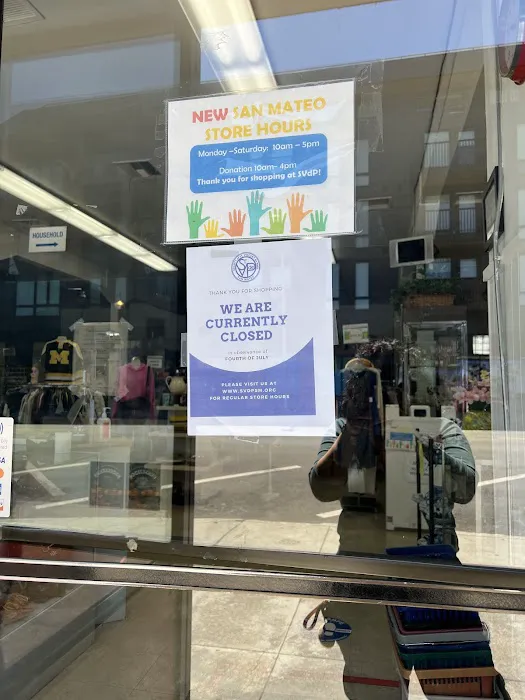 NEW SAN MATEO
STORE HOURS
Monday –Saturday: 10am – 5pm
Donation 10am- 4pm
Thank you for shopping at SVdP!
HOUSEHOLD
THANK YOU FOR SHOPPING
WE ARE
CURRENTLY
CLOSED
in observance of
FOURTH OF JULY
PLEASE VISIT US AT
WWW.SVDPSM.ORG
FOR REGULAR STORE HOURS
M